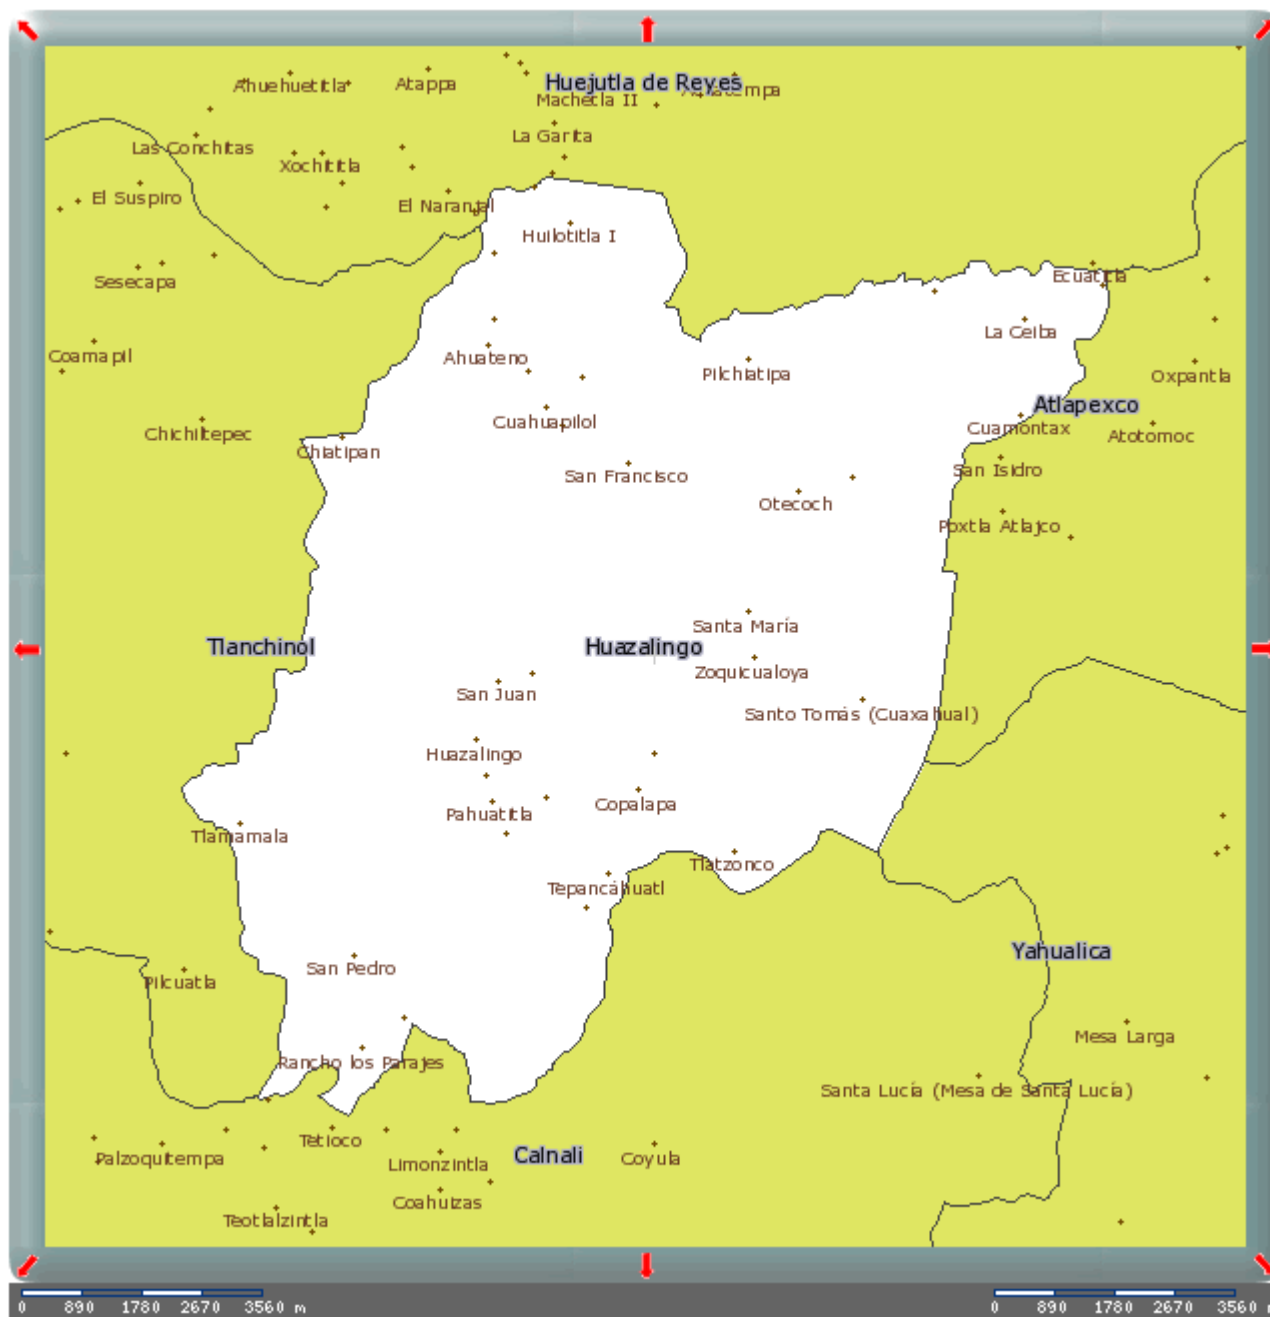 Huejutla de Reyes
Ahuehuetitla
Atappa
Machetla II
La Garita
Las Conchitas
Xochititla
El Suspiro
El Naranjal
Huilotitla I
Sesecapa
Ecuatitla
La Ceiba
Coamapil
Ahuateno
Pilchiatipa
Oxpantla
Atlapexco
Cuahuapilol
Cuamontax
Atotomoc
Chichiltepec
Chiatipan
San Francisco
San Isidro
Otecoch
Poxtla Atlajco
Santa María
Tlanchinol
Huazalingo
Zoquicualoya
San Juan
Santo Tomás (Cuaxahual)
Huazalingo
Copalapa
Pahuatitla
Tlamamala
Tlatzonco
Tepancáhuatl
Yahualica
San Pedro
Pilcuatla
Mesa Larga
Rancho los Parajes
Santa Lucía (Mesa de Santa Lucía)
Tetioco
Calnali
Palzoquitempa
Limonzintla
Coyula
Coahuizas
Teotlalzintla
0 890 1780 2670 3560 m
0 890 1780 2670 3560